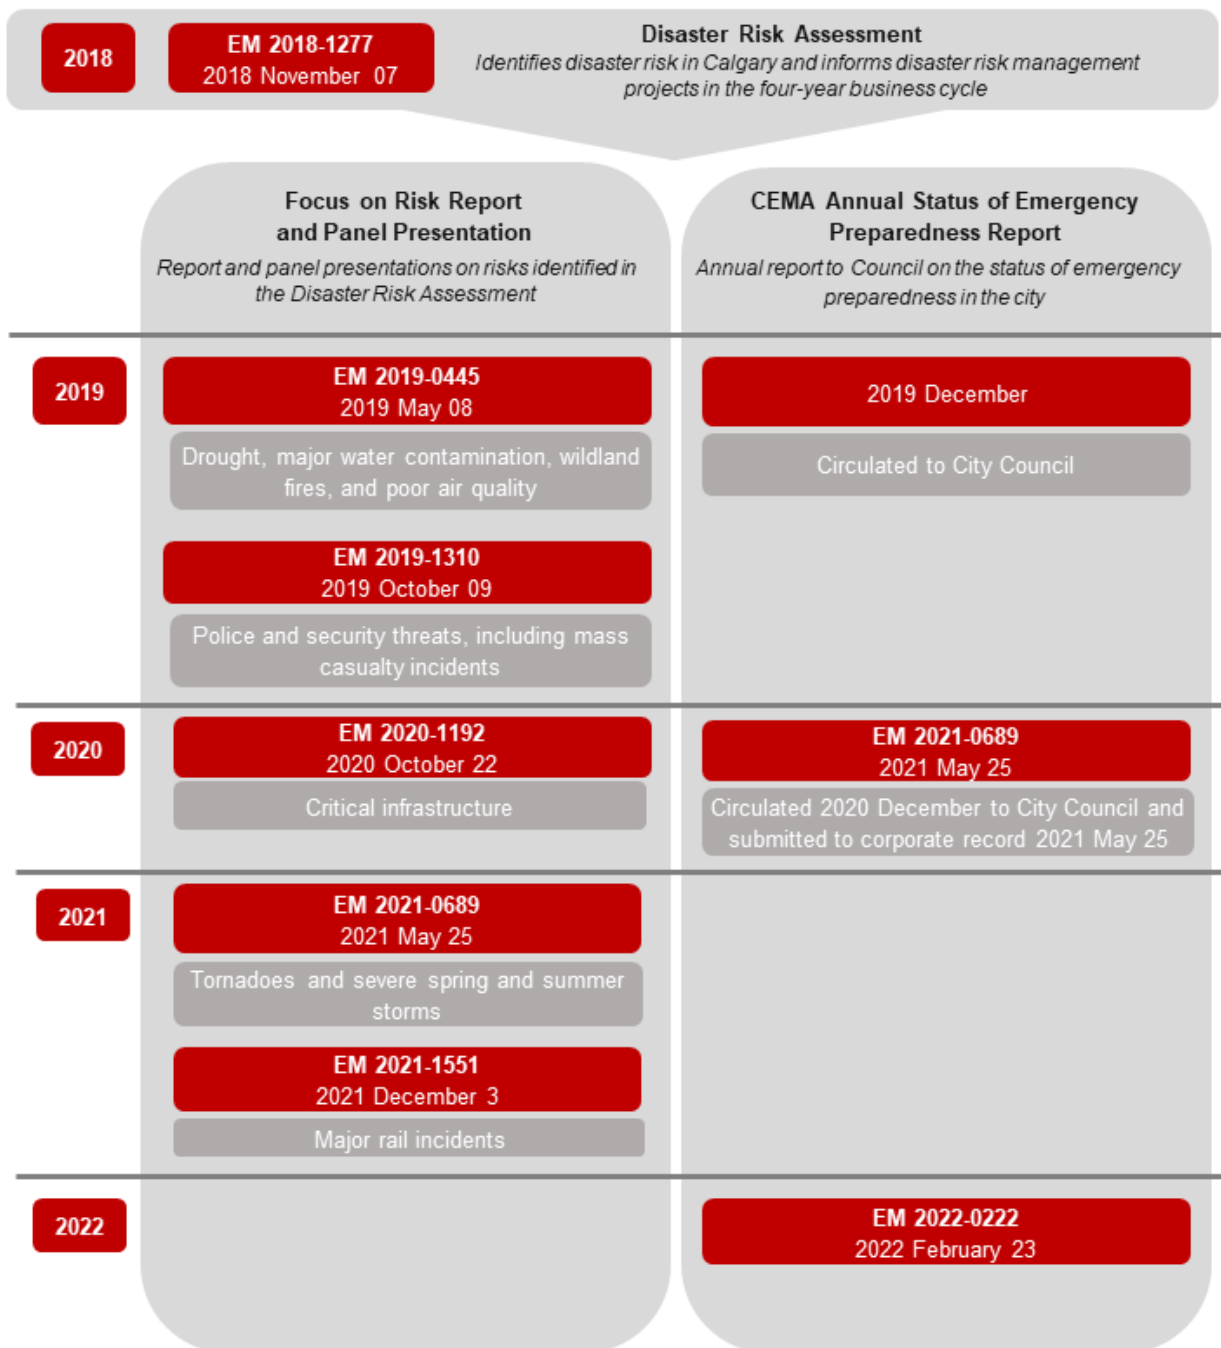 2018
EM 2018-1277
2018 November 07
Disaster Risk Assessment
Identifies disaster risk in Calgary and informs disaster risk management
projects in the four-year business cycle
Focus on Risk Report
and Panel Presentation
Report and panel presentations on risks identified in
the Disaster Risk Assessment
CEMA Annual Status of Emergency
Preparedness Report
Annual report to Council on the status of emergency
preparedness in the city
2019
EM 2019-0445
2019 May 08
Drought, major water contamination, wildland
fires, and poor air quality
EM 2019-1310
2019 October 09
Police and security threats, including mass
casualty incidents
2019 December
Circulated to City Council
2020
EM 2020-1192
2020 October 22
Critical infrastructure
EM 2021-0689
2021 May 25
Circulated 2020 December to City Council and
submitted to corporate record 2021 May 25
2021
EM 2021-0689
2021 May 25
Tornadoes and severe spring and summer
storms
EM 2021-1551
2021 December 3
Major rail incidents
2022
EM 2022-0222
2022 February 23